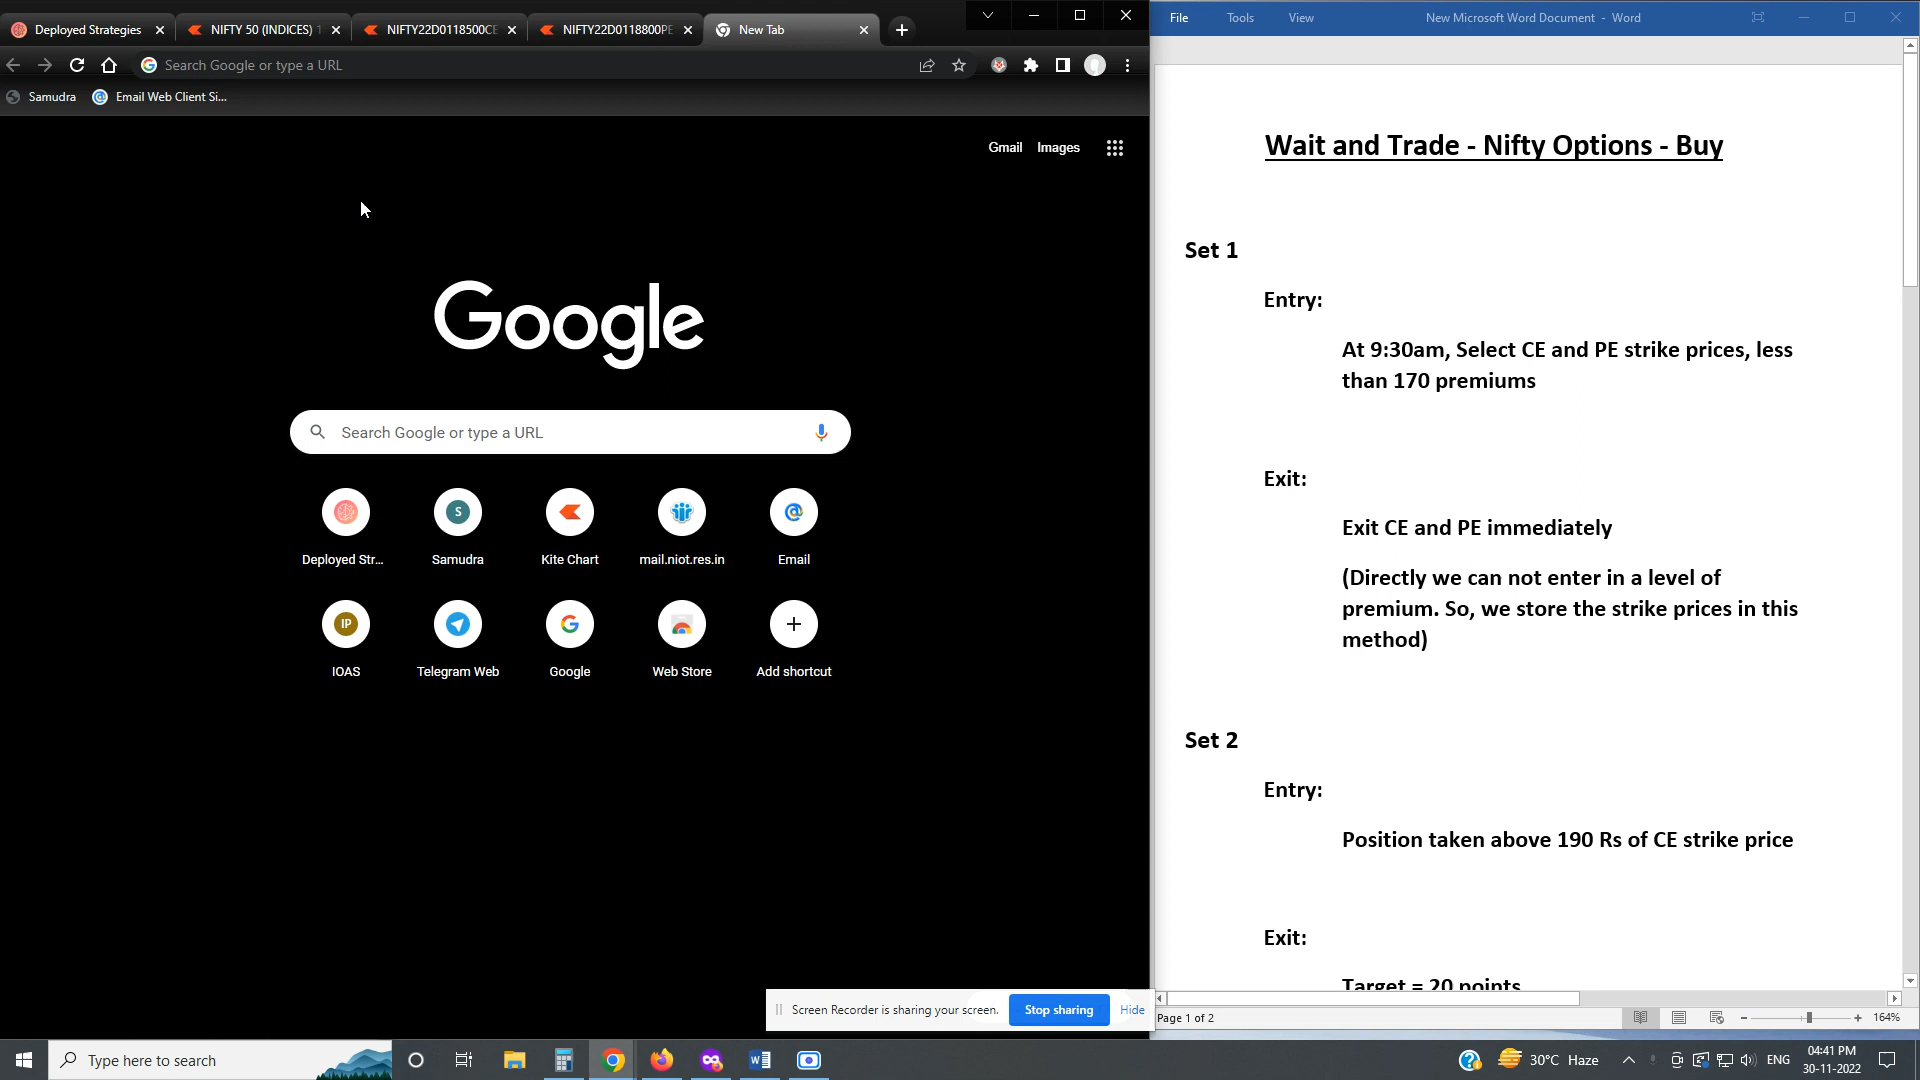 Deployed Strategies
NIFTY 50 (INDICES) 1
NIFTY22D0118500CE
NIFTY22D0118800PE
New Tab
Search Google or type a URL
Samudra
Email Web Client Si...
Gmail
Images
Google
Search Google or type a URL
Deployed Str...
S
Samudra
Kite Chart
mail.niot.res.in
Email
IP
IOAS
Telegram Web
Google
Web Store
Add shortcut
Screen Recorder is sharing your screen.
Stop sharing
Hide
File
Tools
View
New Microsoft Word Document - Word
Wait and Trade - Nifty Options - Buy
Set 1
Entry:
At 9:30am, Select CE and PE strike prices, less
than 170 premiums
Exit:
Exit CE and PE immediately
(Directly we can not enter in a level of
premium. So, we store the strike prices in this
method)
Set 2
Entry:
Position taken above 190 Rs of CE strike price
Exit:
Target = 20 points
Page 1 of 2
164%
Type here to search
30°C Haze
ENG
04:41 PM
30-11-2022